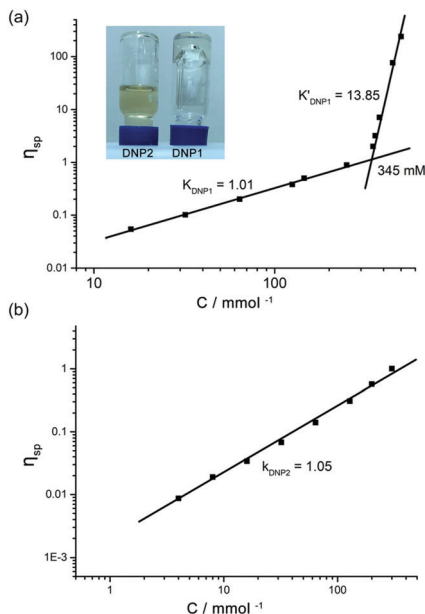 (a)
100
10
1
0.1
0.01
ηsp
K'DNP1 = 13.85
KDNP1 = 1.01
345 mM
DNP2 DNP1
10 100
C / mmol -1
(b)
1
0.1
0.01
1E-3
ηsp
kDNP2 = 1.05
1 10 100
C / mmol -1